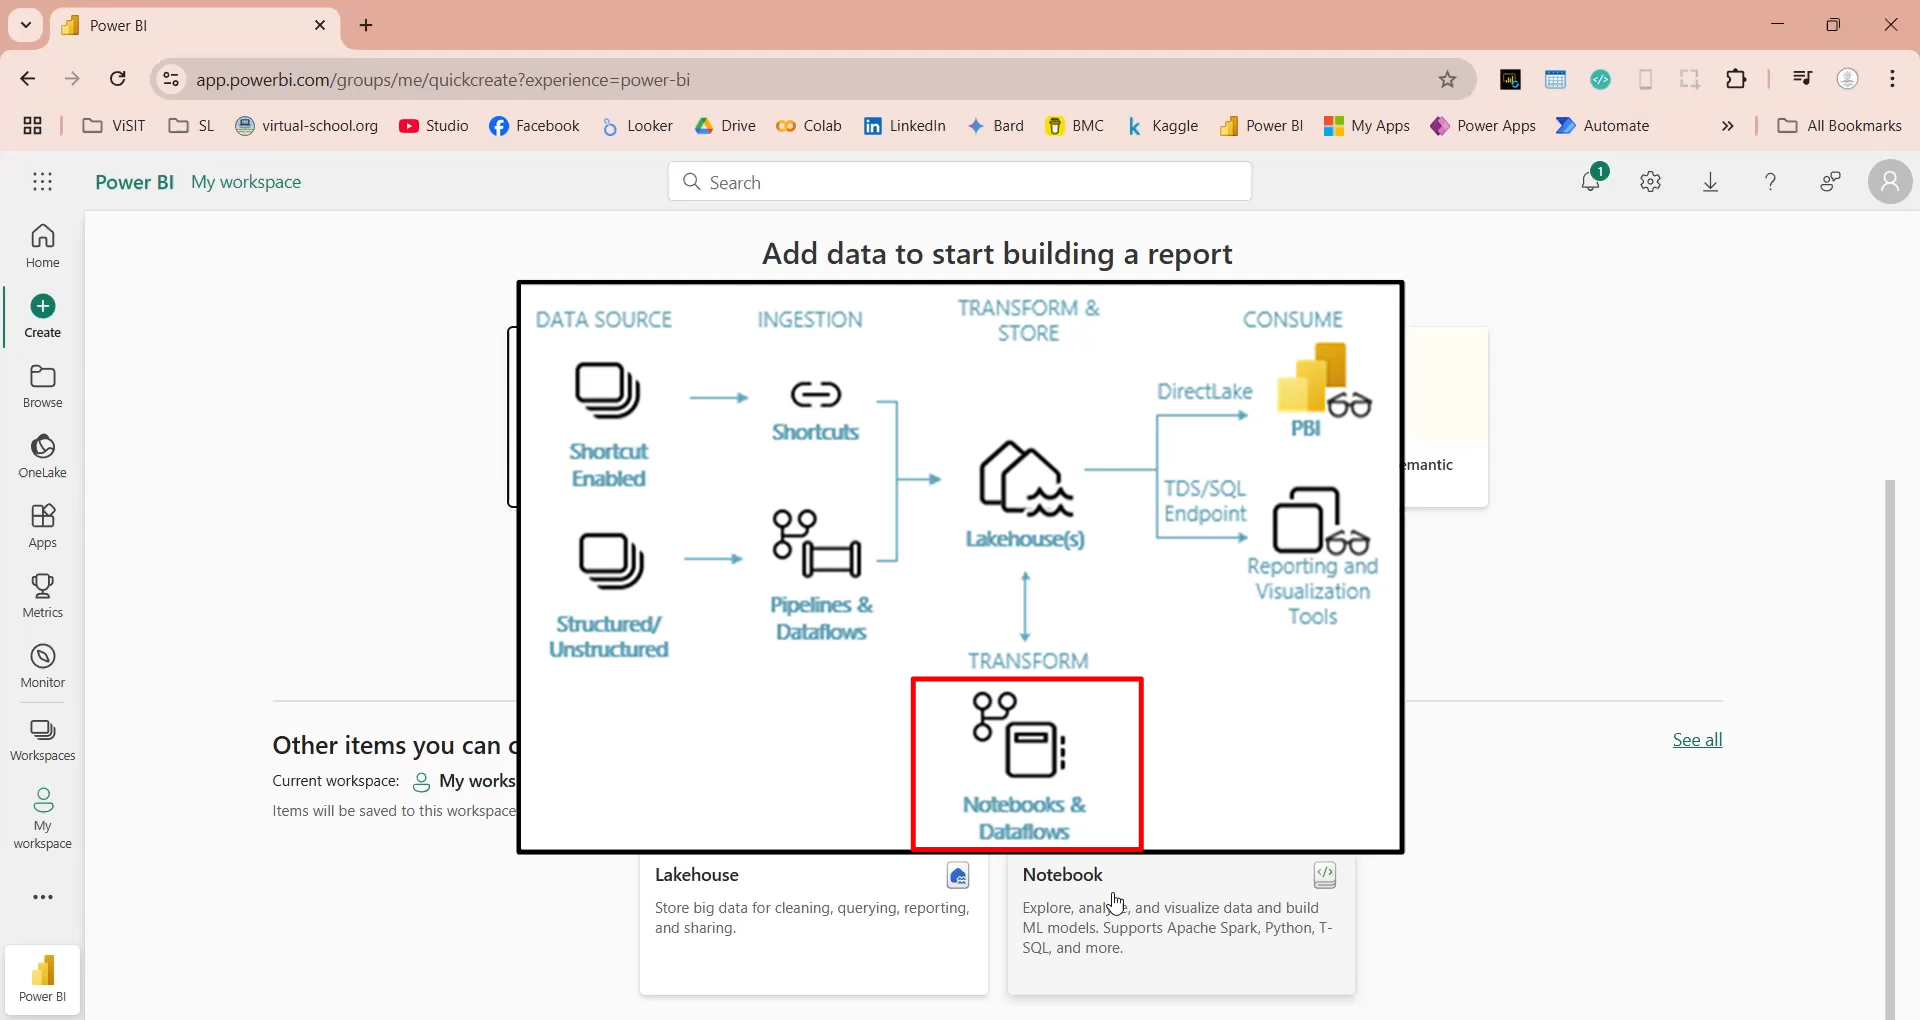 Power BI
app.powerbi.com/groups/me/quickcreate?experience=power-bi
ViSIT
SL
virtual-school.org
Studio
Facebook
Looker
Drive
Colab
LinkedIn
Bard
BMC
Kaggle
Power BI
My Apps
Power Apps
Automate
All Bookmarks
Power BI My workspace
Search
1
Home
Create
Browse
OneLake
Apps
Metrics
Monitor
Workspaces
My
workspace
Power BI
Add data to start building a report
DATA SOURCE
INGESTION
TRANSFORM &
STORE
CONSUME
Shortcut
Enabled
Shortcuts
Structured/
Unstructured
Pipelines &
Dataflows
Lakehouse(s)
DirectLake
PBI
TDS/SQL
Endpoint
Reporting and
Visualization
Tools
TRANSFORM
Notebooks &
Dataflows
emantic
Other items you can c
See all
Current workspace: My works
Items will be saved to this workspace
Lakehouse
Store big data for cleaning, querying, reporting,
and sharing.
Notebook
Explore, analyze, and visualize data and build
ML models. Supports Apache Spark, Python, T-
SQL, and more.